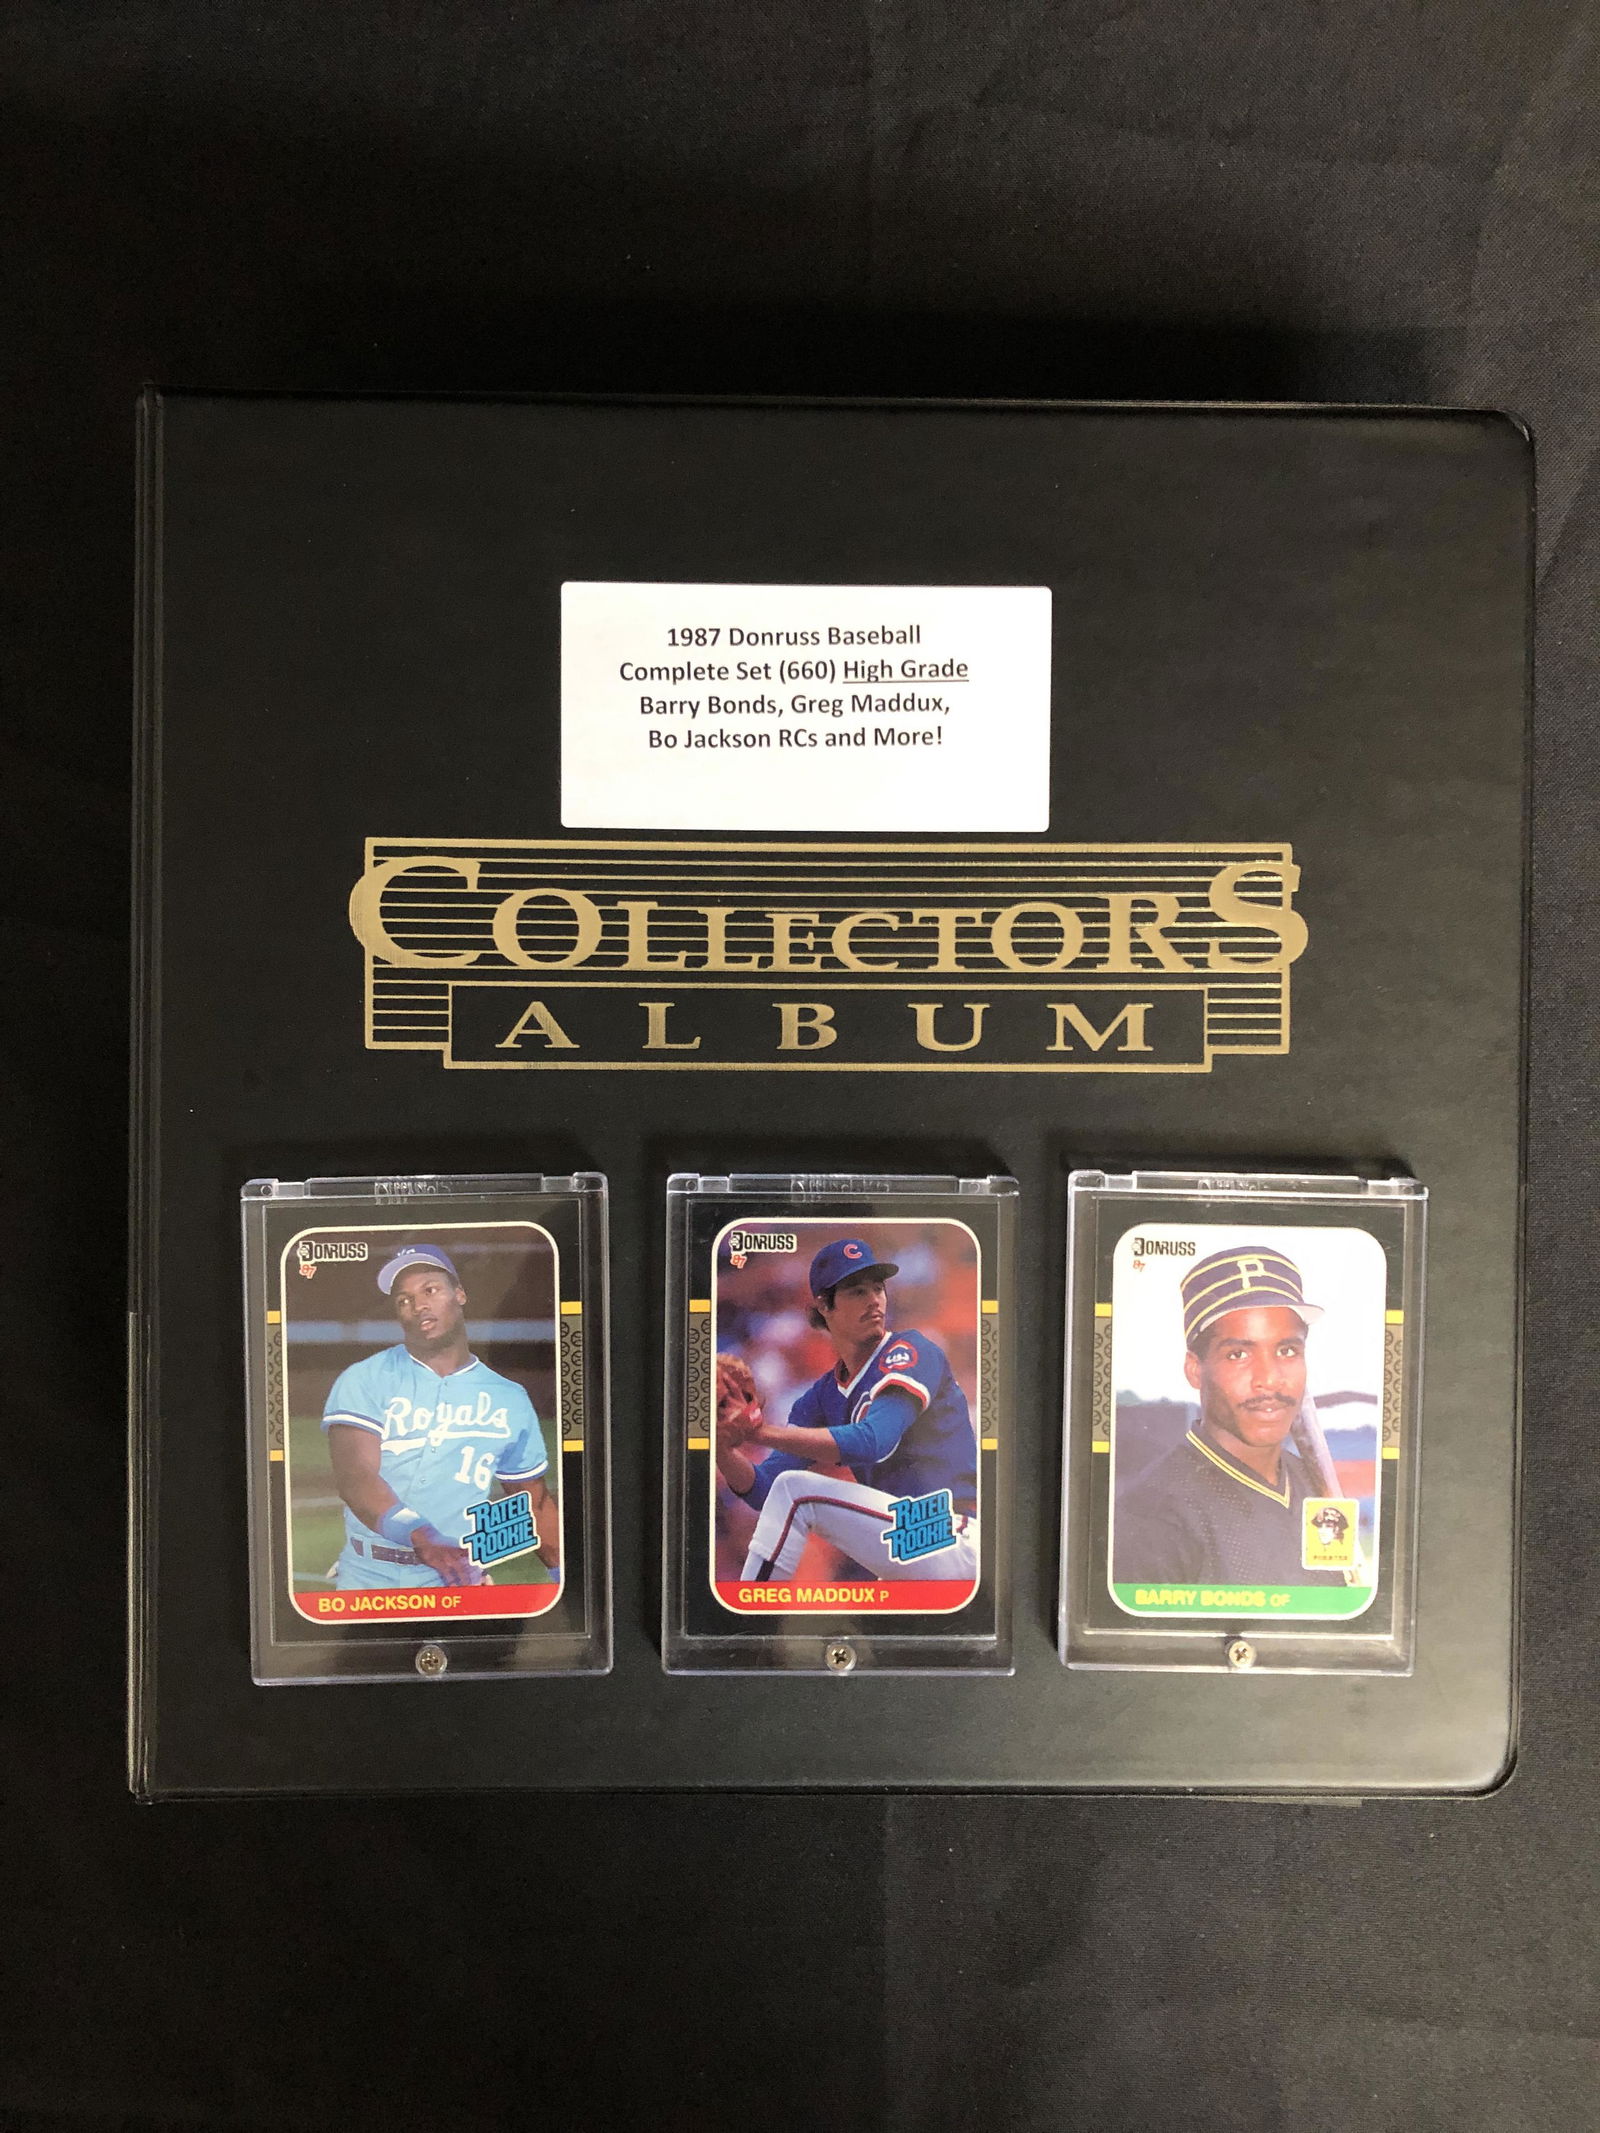 1987 Donruss Baseball
Complete Set (660) High Grade
Barry Bonds, Greg Maddux,
Bo Jackson RCs and More!
COLLECTORS
ALBUM
DONRUSS
87
Royals
16
RATED
ROOKIE
BO JACKSON OF
DONRUSS
87
C
RATED
ROOKIE
GREG MADDUX P
DONRUSS
87
P
PIRATES
BARRY BONDS OF